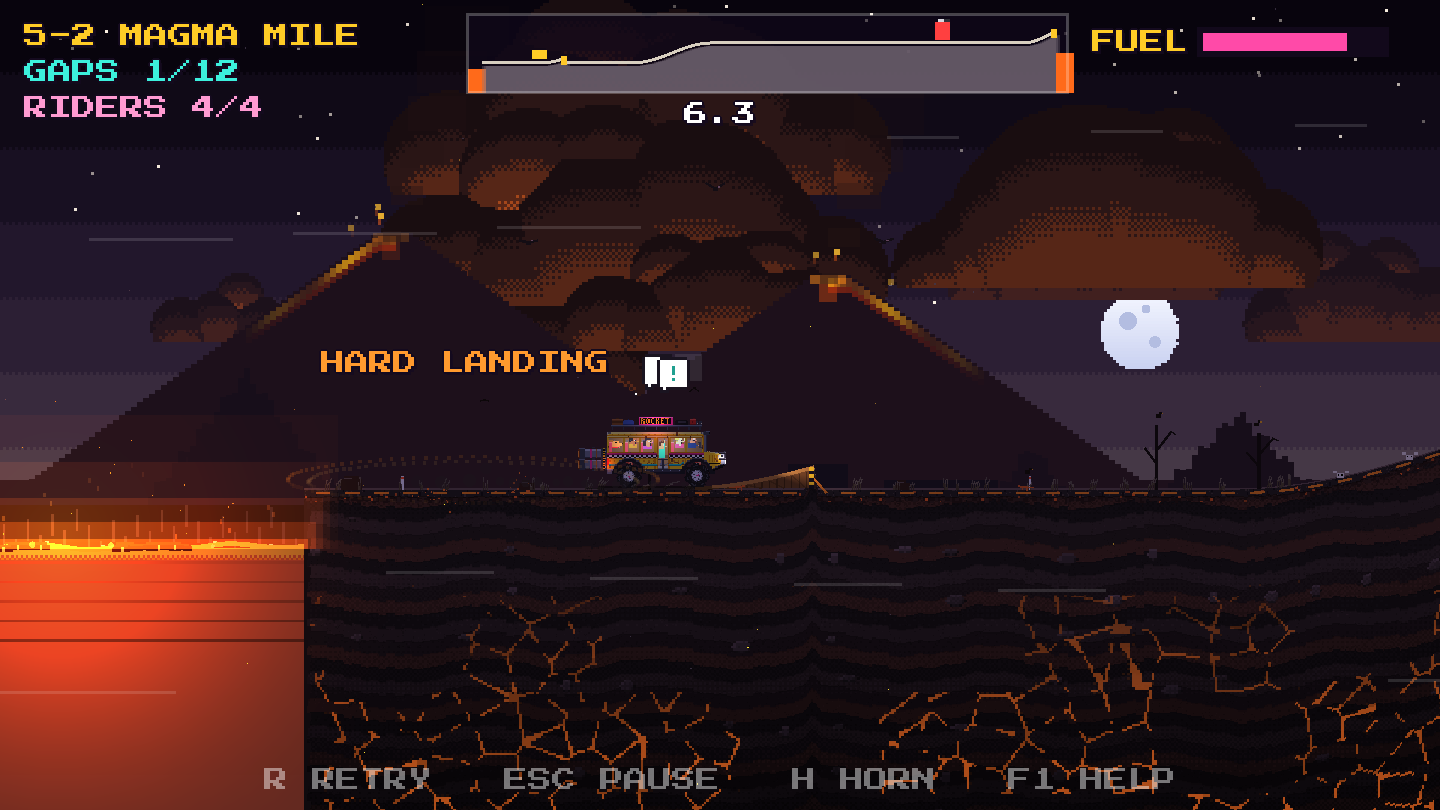 5-2 MAGMA MILE
GAPS 1/12
RIDERS 4/4
FUEL
6.3
HARD LANDING
!
ROCKET
R RETRY ESC PAUSE H HORN F1 HELP